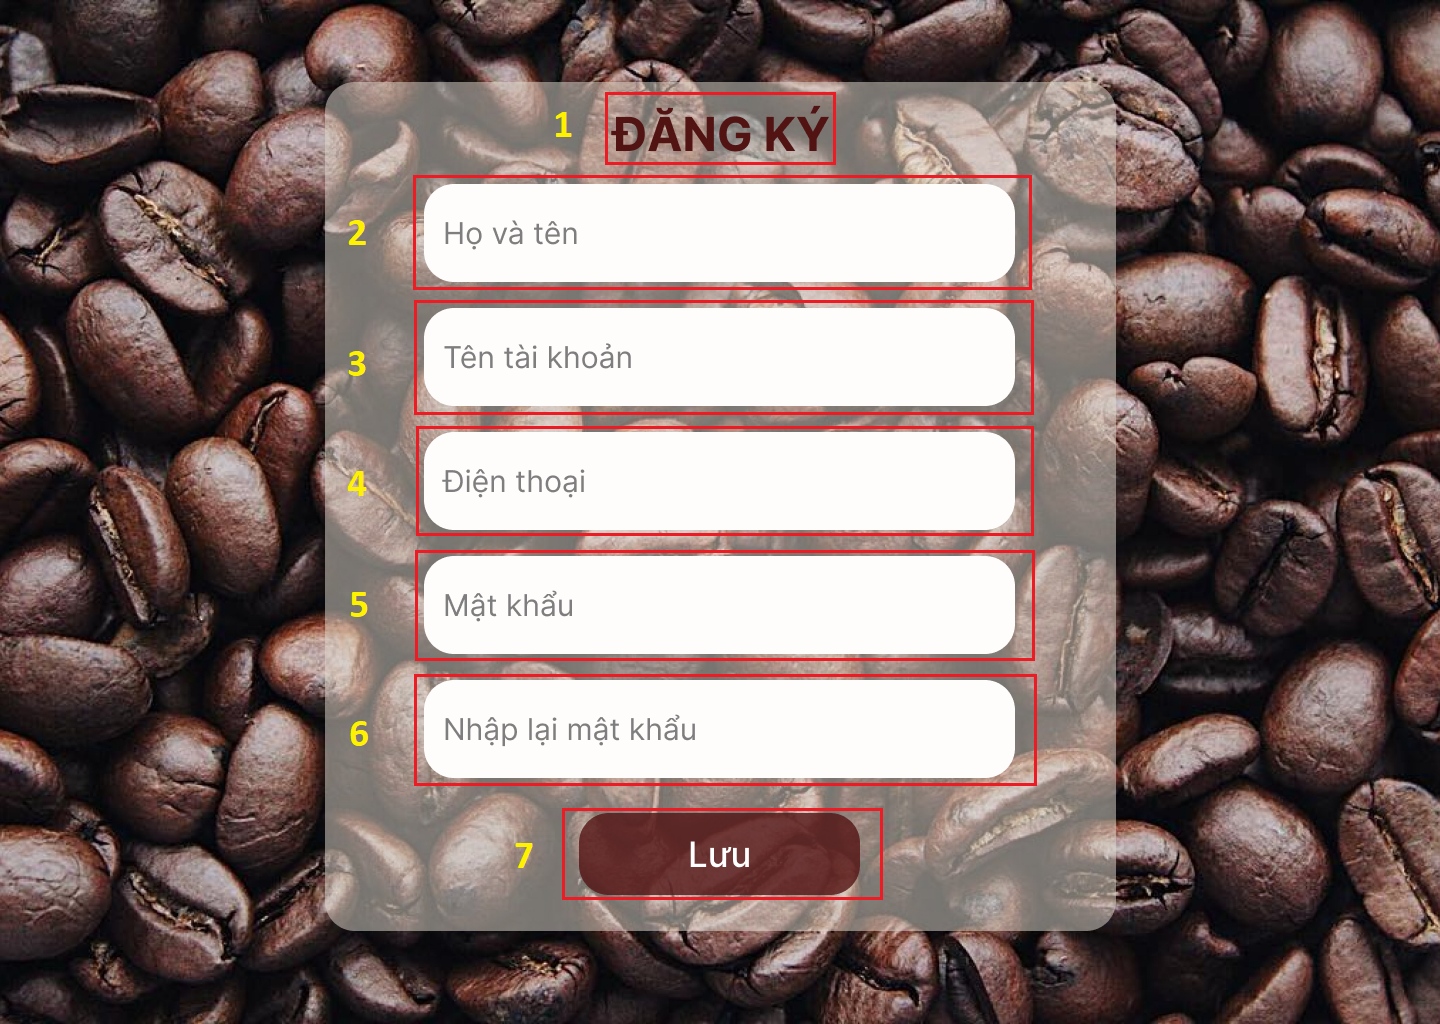 1 ĐĂNG KÝ
2 Họ và tên
3 Tên tài khoản
4 Điện thoại
5 Mật khẩu
6 Nhập lại mật khẩu
7 Lưu